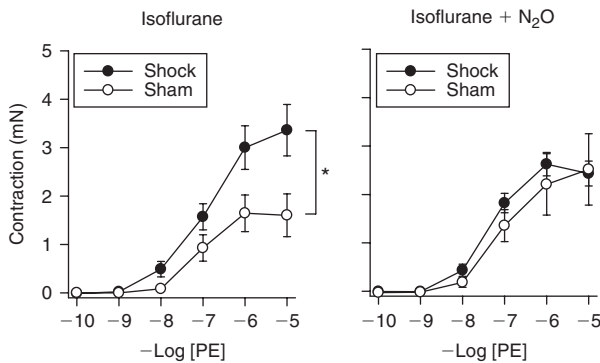 Isoflurane
Isoflurane + N₂O
Contraction (mN)
5
4
3
2
1
0
Shock
Sham
*
−10 −9 −8 −7 −6 −5
−Log [PE]
Shock
Sham
−10 −9 −8 −7 −6 −5
−Log [PE]